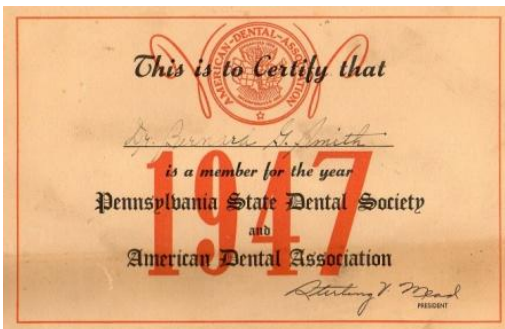 AMERICAN-DENTAL-ASSOCIATION
This is to Certify that
Dr. Bernard G. Smith
is a member for the year
1947
Pennsylvania State Dental Society
and
American Dental Association
Sterling V. Mead
PRESIDENT